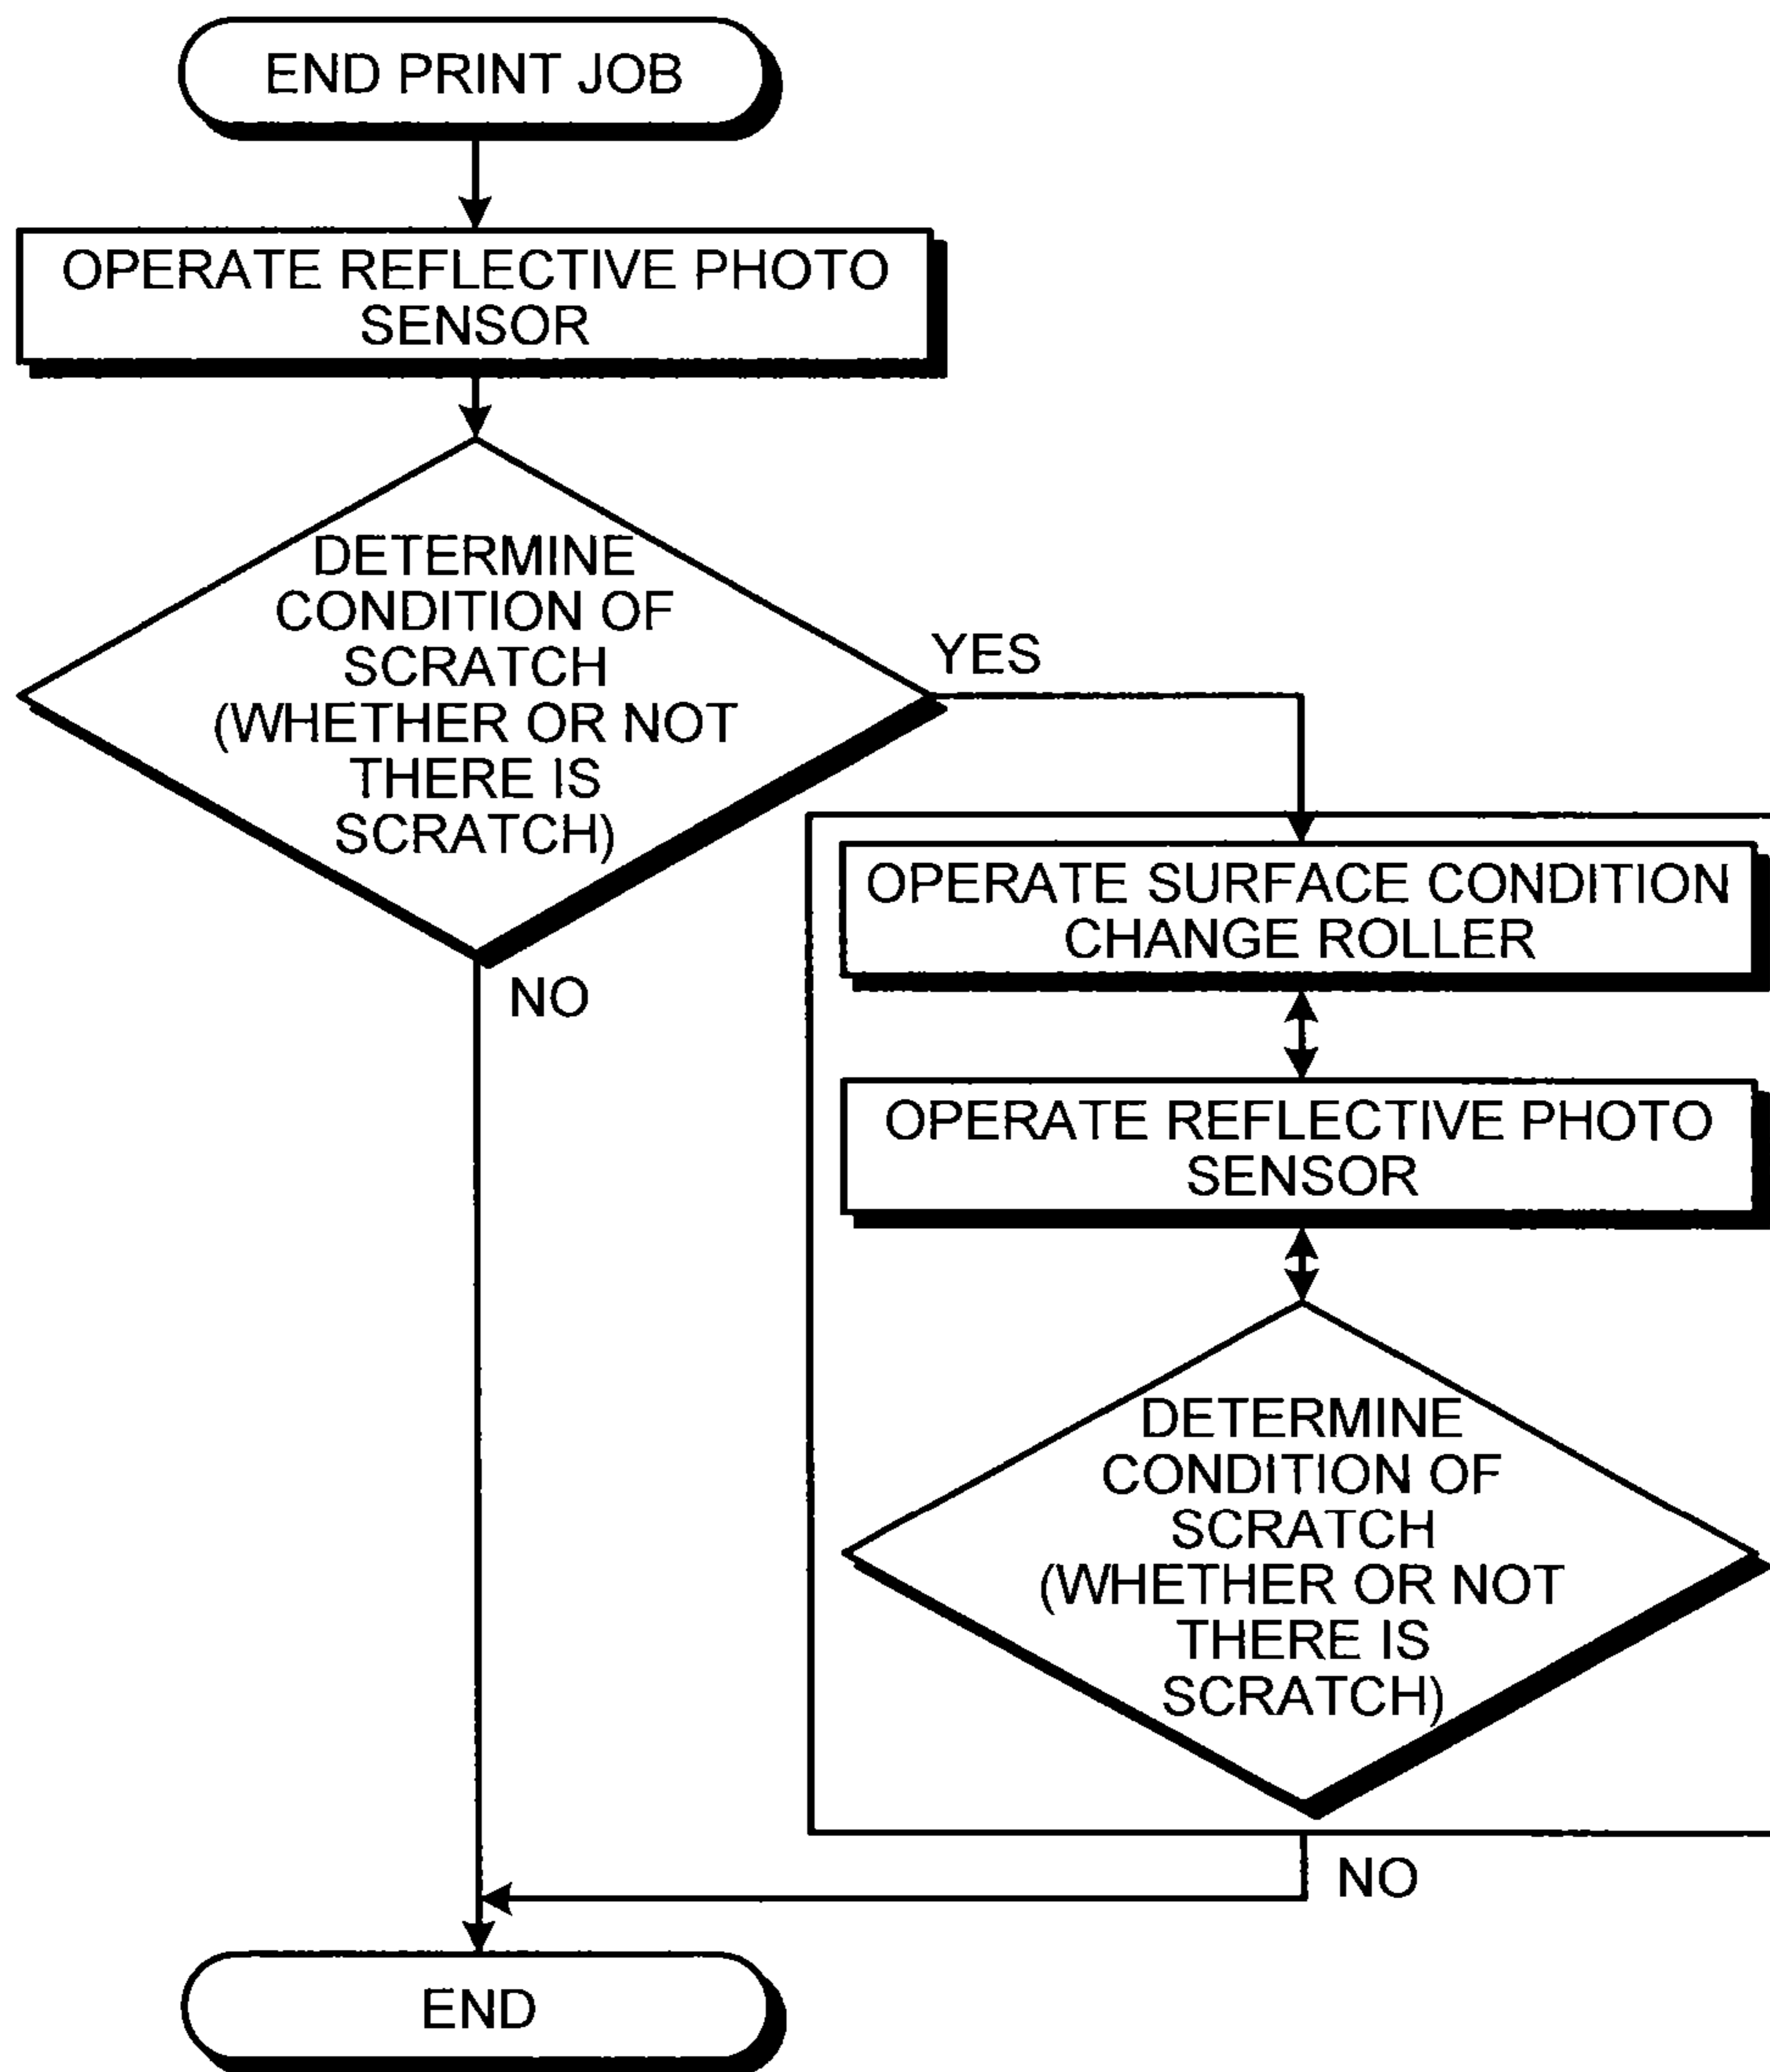 END PRINT JOB
OPERATE REFLECTIVE PHOTO
SENSOR
DETERMINE
CONDITION OF
SCRATCH
(WHETHER OR NOT
THERE IS
SCRATCH)
YES
NO
OPERATE SURFACE CONDITION
CHANGE ROLLER
OPERATE REFLECTIVE PHOTO
SENSOR
DETERMINE
CONDITION OF
SCRATCH
(WHETHER OR NOT
THERE IS
SCRATCH)
NO
END